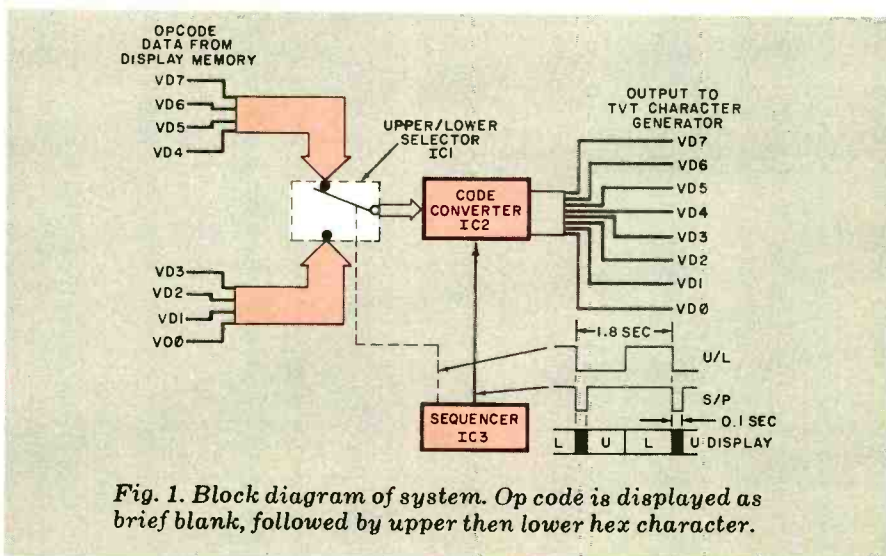 OPCODE
DATA FROM
DISPLAY MEMORY
VD7
VD6
VD5
VD4
UPPER/LOWER
SELECTOR
IC1
CODE
CONVERTER
IC2
OUTPUT TO
TVT CHARACTER
GENERATOR
VD7
VD6
VD5
VD4
VD3
VD2
VD1
VD0
VD3
VD2
VD1
VD0
1.8 SEC
U/L
S/P
0.1 SEC
SEQUENCER
IC3
L U L U DISPLAY
Fig. 1. Block diagram of system. Op code is displayed as
brief blank, followed by upper then lower hex character.